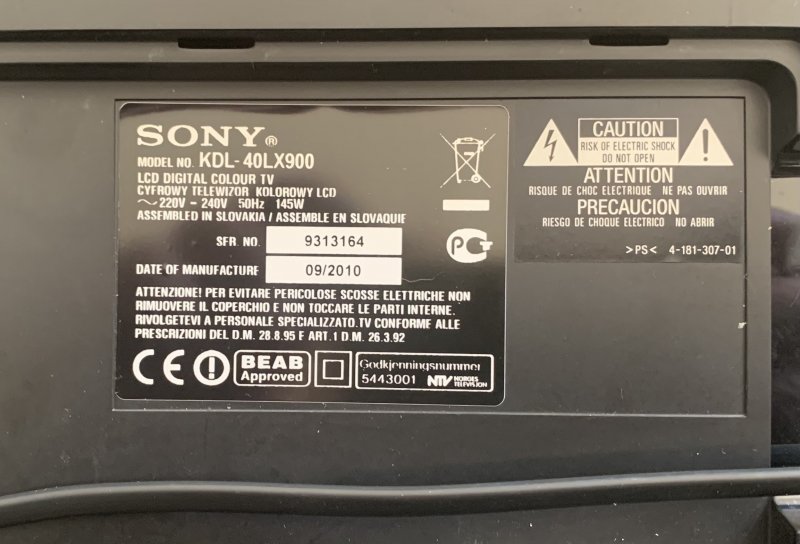 SONY®
MODEL NO. KDL-40LX900
LCD DIGITAL COLOUR TV
CYFROWY TELEWIZOR KOLOROWY LCD
～220V - 240V 50Hz 145W
ASSEMBLED IN SLOVAKIA / ASSEMBLE EN SLOVAQUIE
SER. NO. 9313164
DATE OF MANUFACTURE 09/2010
ATTENZIONE! PER EVITARE PERICOLOSE SCOSSE ELETTRICHE NON
RIMUOVERE IL COPERCHIO E NON TOCCARE LE PARTI INTERNE.
RIVOLGETEVI A PERSONALE SPECIALIZZATO.TV CONFORME ALLE
PRESCRIZIONI DEL D.M. 28.8.95 E ART.1 D.M. 26.3.92
CE
BEAB
Approved
Godkjenningsnummer
5443001 NTV NORGES
TELEVISJON
CAUTION
RISK OF ELECTRIC SHOCK
DO NOT OPEN
ATTENTION
RISQUE DE CHOC ELECTRIQUE NE PAS OUVRIR
PRECAUCION
RIESGO DE CHOQUE ELECTRICO NO ABRIR
>PS< 4-181-307-01